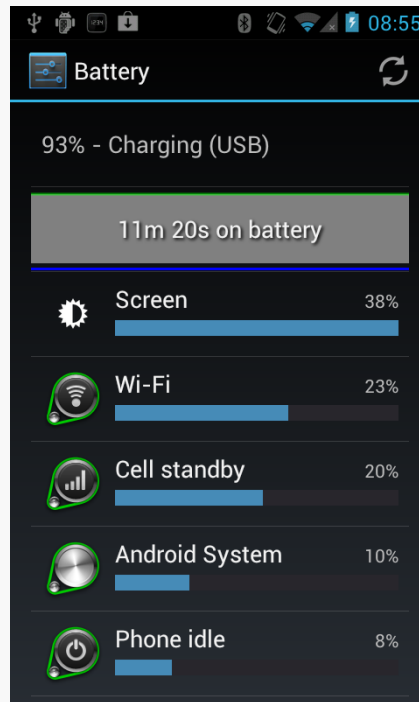 08:55
Battery
93% - Charging (USB)
11m 20s on battery
Screen 38%
Wi-Fi 23%
Cell standby 20%
Android System 10%
Phone idle 8%